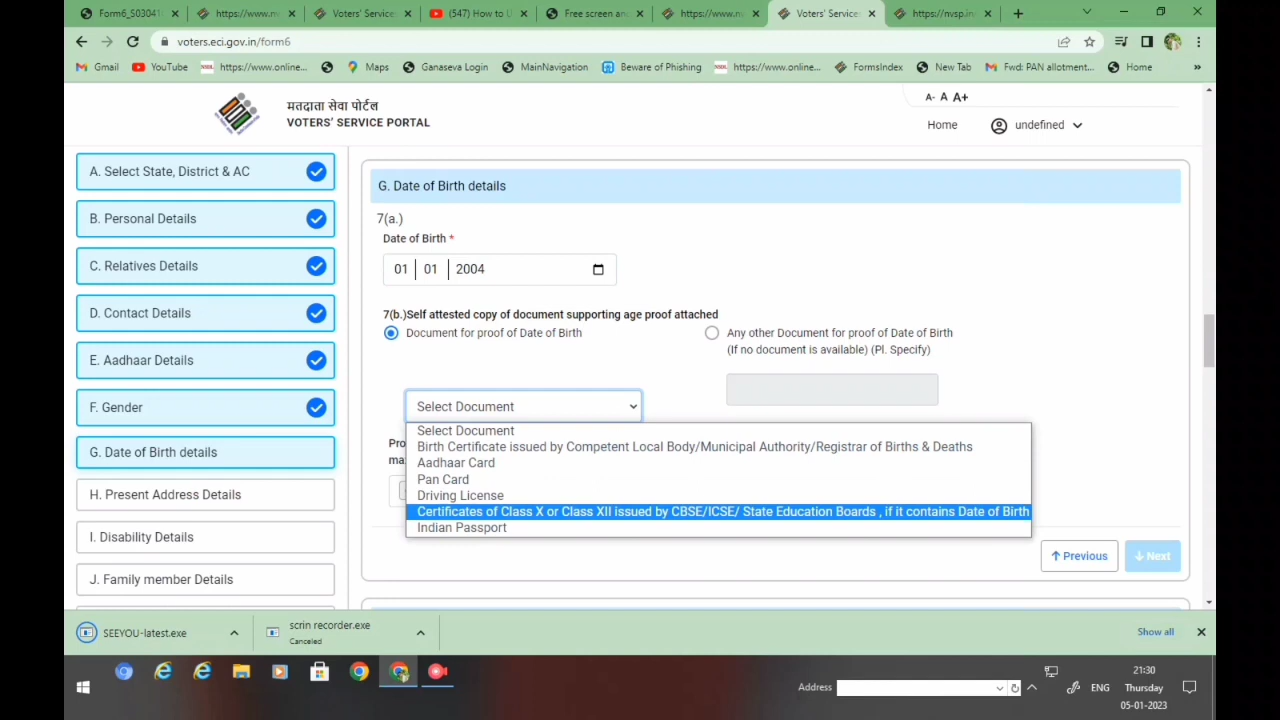 Form6_S03041
https://www.m
Voters' Service
(547) How to U
Free screen an
https://www.n
Voters' Service
https://nvsp.in
voters.eci.gov.in/form6
Gmail
YouTube
https://www.online...
Maps
Ganaseva Login
MainNavigation
Beware of Phishing
https://www.online...
FormsIndex
New Tab
Fwd: PAN allotment...
Home
»
मतदाता सेवा पोर्टल
VOTERS' SERVICE PORTAL
A- A A+
Home
undefined
A. Select State, District & AC
B. Personal Details
C. Relatives Details
D. Contact Details
E. Aadhaar Details
F. Gender
G. Date of Birth details
H. Present Address Details
I. Disability Details
J. Family member Details
G. Date of Birth details
7(a.)
Date of Birth *
01 01 2004
7(b.)Self attested copy of document supporting age proof attached
Document for proof of Date of Birth
Any other Document for proof of Date of Birth
(If no document is available) (Pl. Specify)
Select Document
Select Document
Birth Certificate issued by Competent Local Body/Municipal Authority/Registrar of Births & Deaths
Aadhaar Card
Pan Card
Driving License
Certificates of Class X or Class XII issued by CBSE/ICSE/ State Education Boards , if it contains Date of Birth
Indian Passport
Previous
Next
SEEYOU-latest.exe
scrin recorder.exe
Canceled
Show all
Address
ENG
21:30
Thursday
05-01-2023